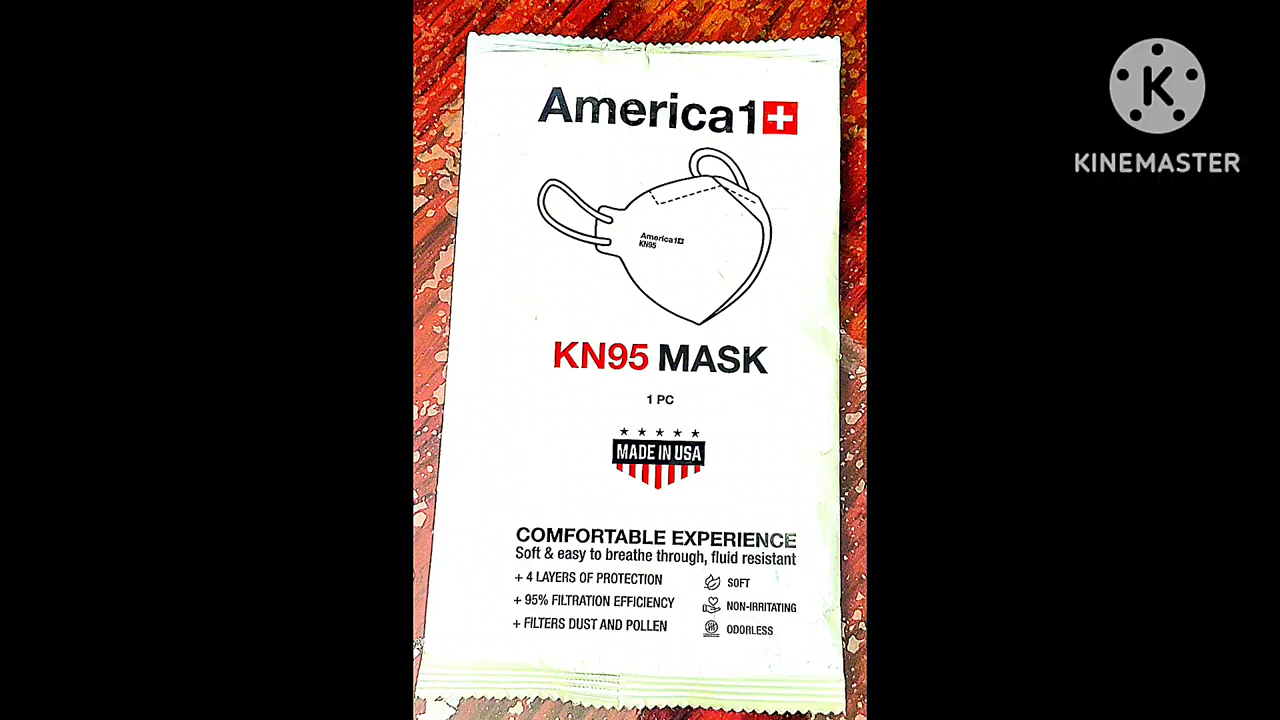 America1
KINEMASTER
America1
KN95
KN95 MASK
1 PC
MADE IN USA
COMFORTABLE EXPERIENCE
Soft & easy to breathe through, fluid resistant
+ 4 LAYERS OF PROTECTION
SOFT
+ 95% FILTRATION EFFICIENCY
NON-IRRITATING
+ FILTERS DUST AND POLLEN
ODORLESS